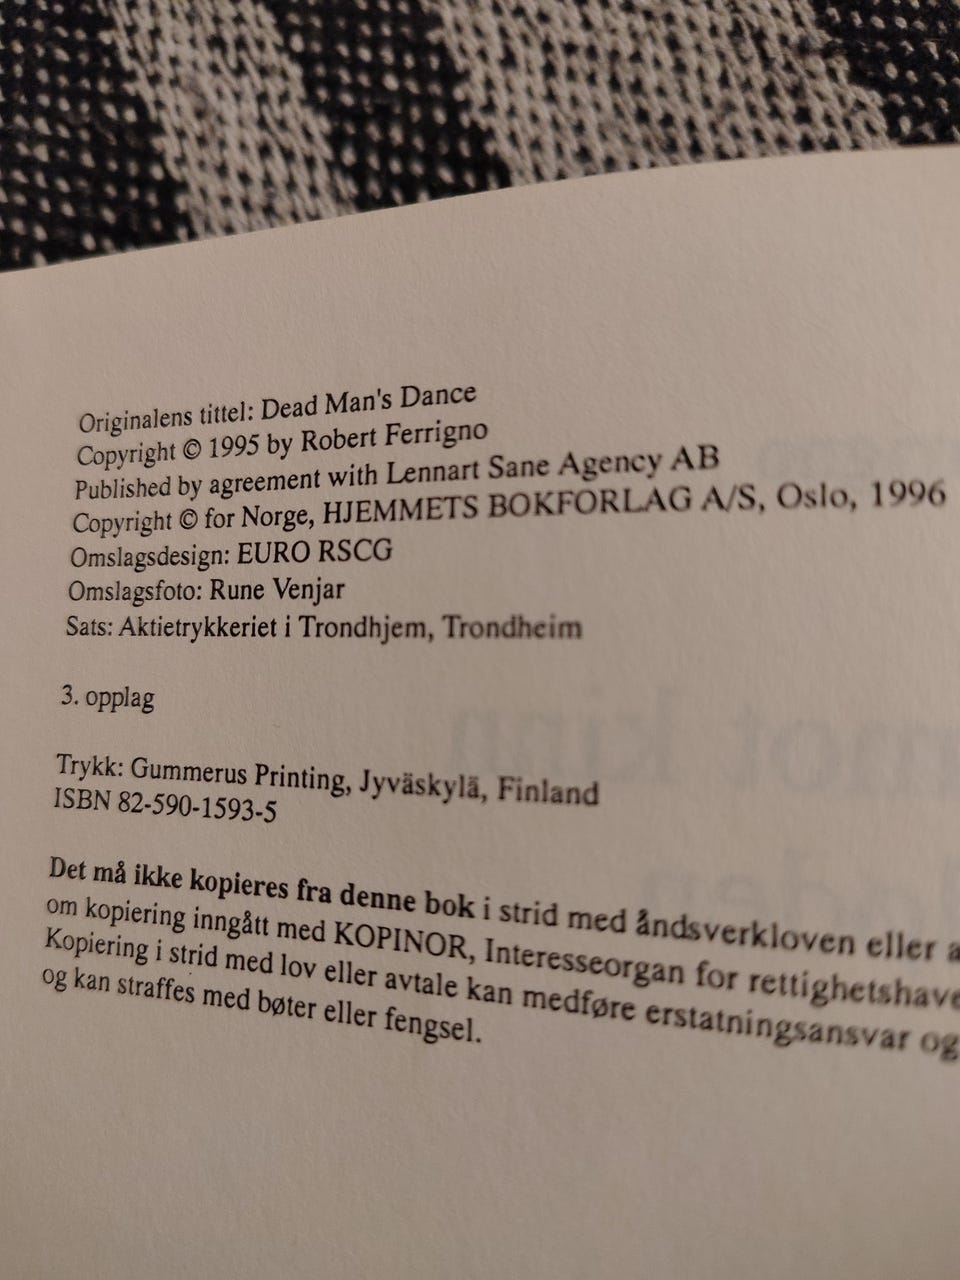 Originalens tittel: Dead Man's Dance
Copyright © 1995 by Robert Ferrigno
Published by agreement with Lennart Sane Agency AB
Copyright © for Norge, HJEMMETS BOKFORLAG A/S, Oslo, 1996
Omslagsdesign: EURO RSCG
Omslagsfoto: Rune Venjar
Sats: Aktietrykkeriet i Trondhjem, Trondheim
3. opplag
Trykk: Gummerus Printing, Jyväskylä, Finland
ISBN 82-590-1593-5
Det må ikke kopieres fra denne bok i strid med åndsverkloven eller
om kopiering inngått med KOPINOR, Interesseorgan for
Kopiering i strid med lov eller avtale kan medføre erstatningsansvar og
og kan straffes med bøter eller fengsel.